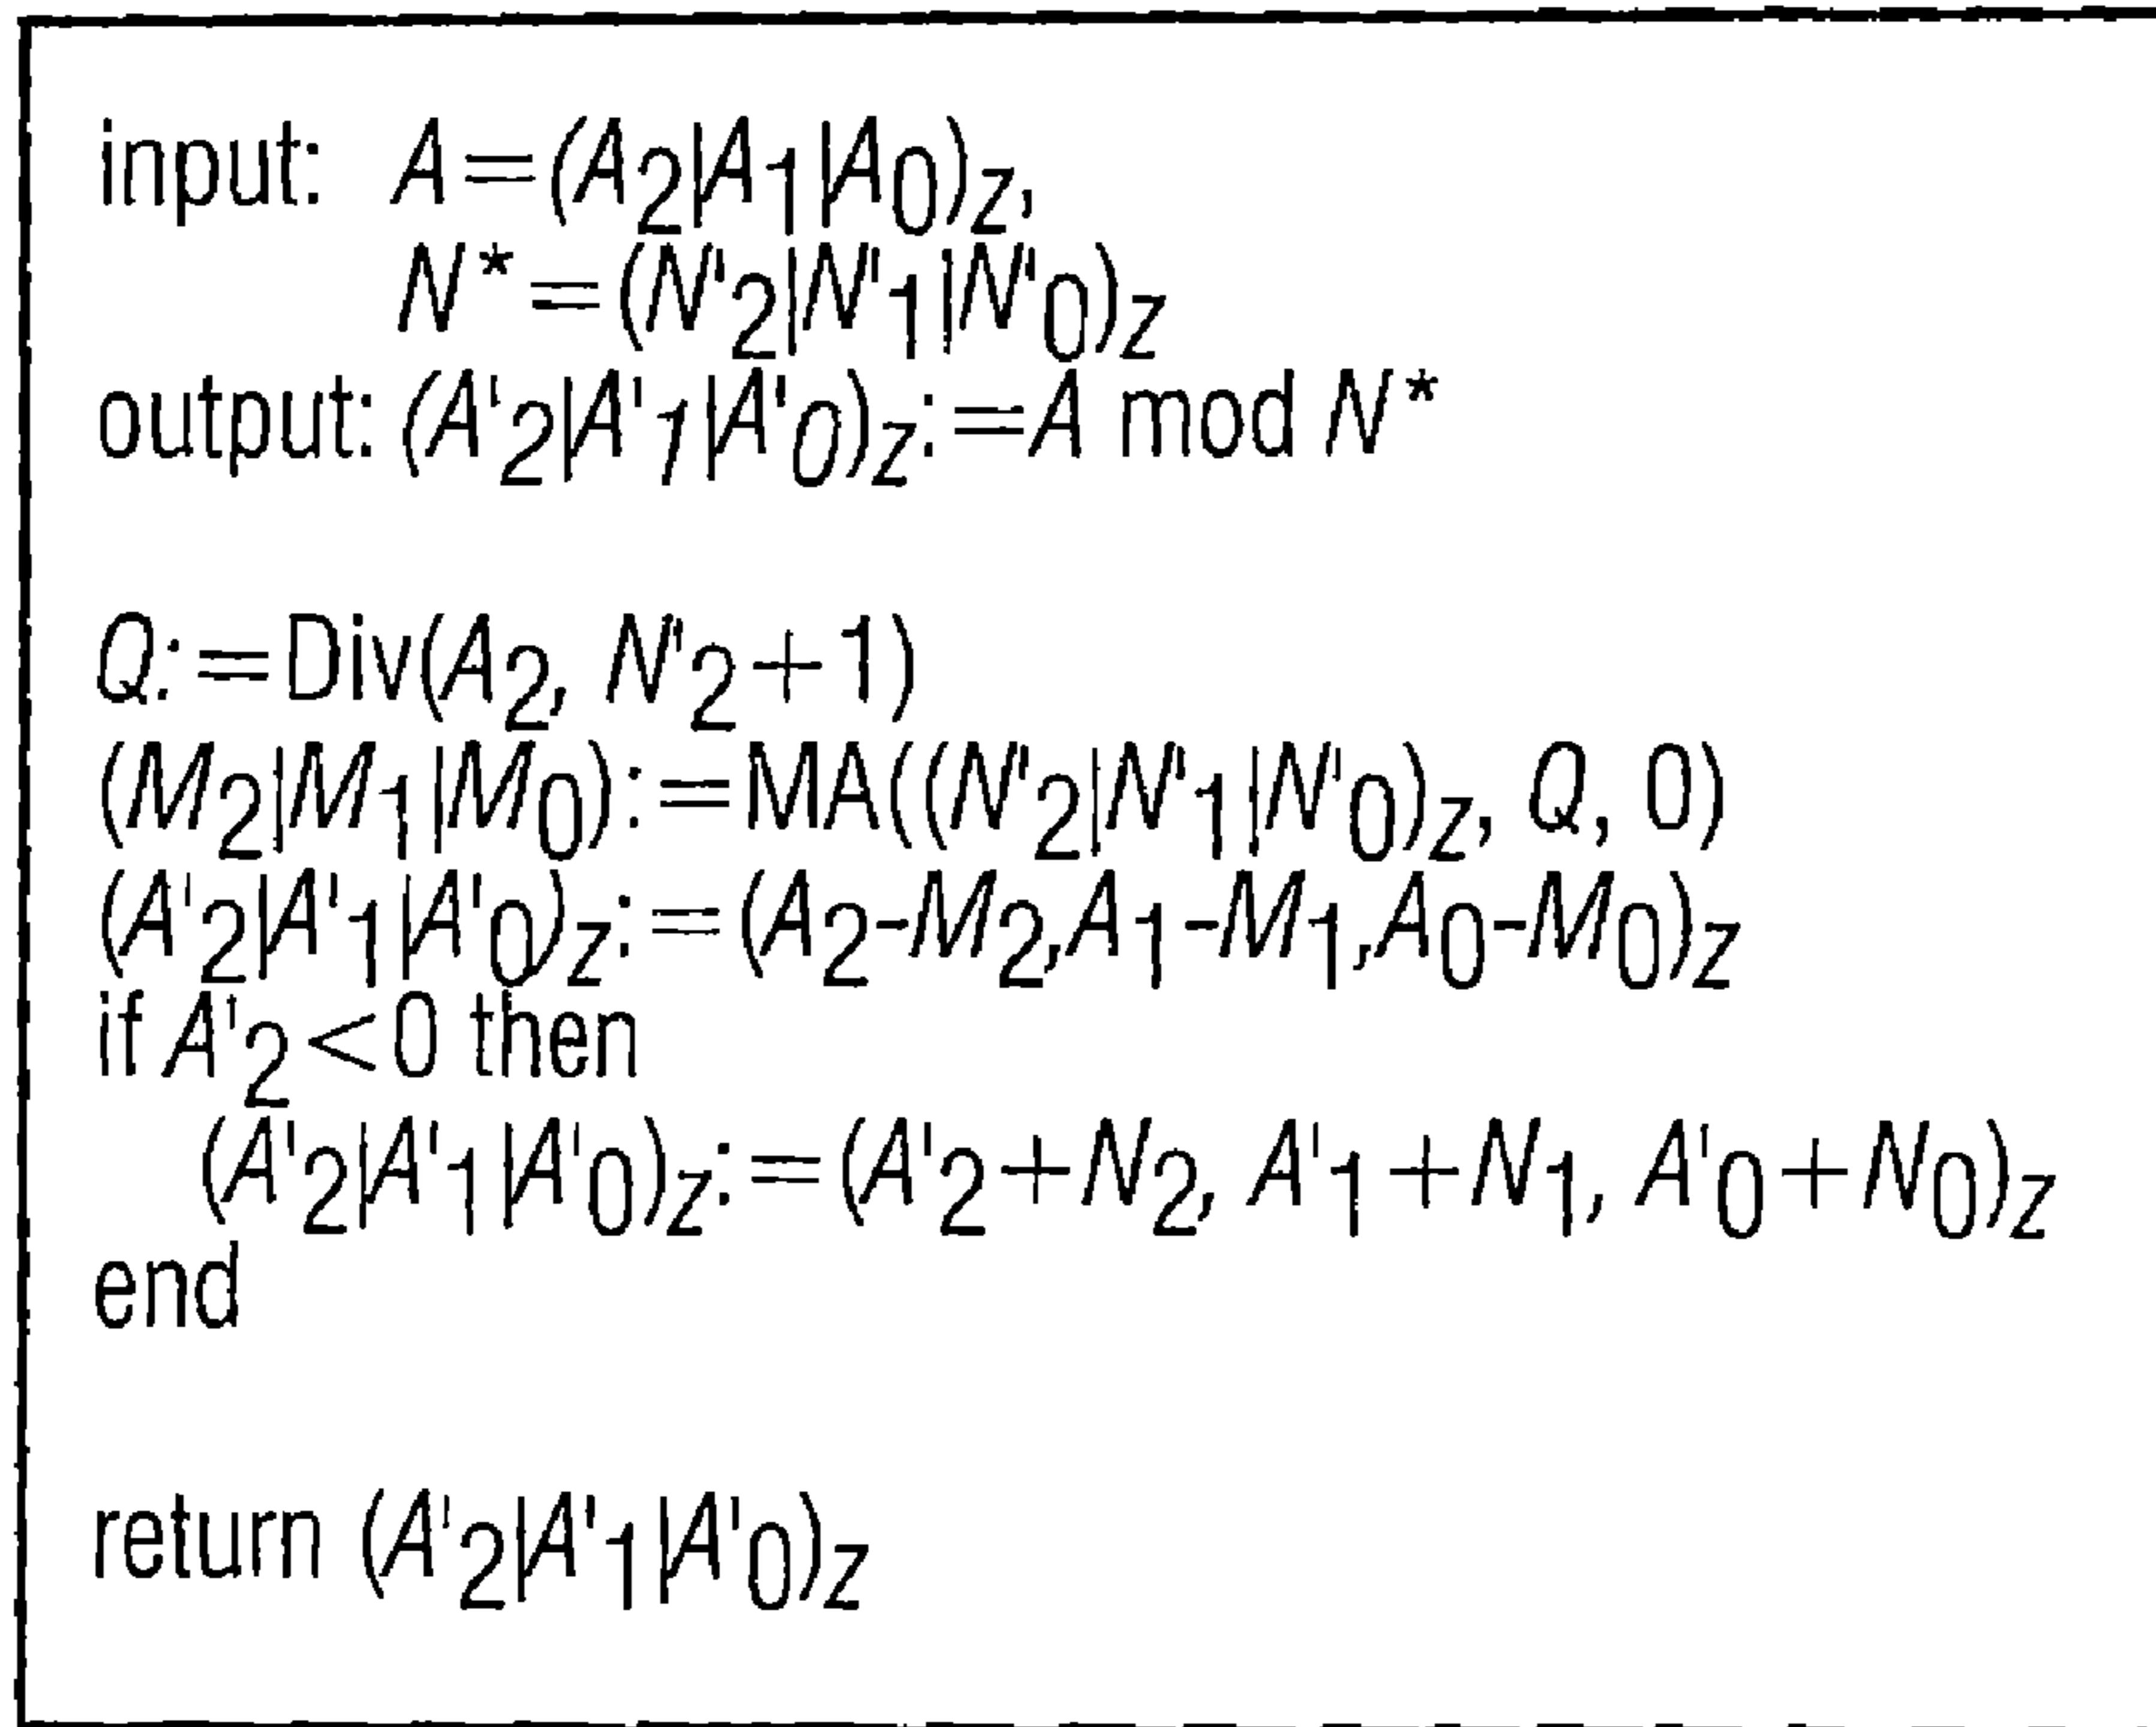 input: A=(A2|A1|A0)Z,
N*=(N'2|N'1|N'0)Z
output: (A'2|A'1|A'0)Z:=A mod N*
Q:=Div(A2, N'2+1)
(M2|M1|M0):=MA((N'2|N'1|N'0)Z, Q, 0)
(A'2|A'1|A'0)Z:=(A2-M2,A1-M1,A0-M0)Z
if A'2<0 then
(A'2|A'1|A'0)Z:=(A'2+N2, A'1+N1, A'0+N0)Z
end
return (A'2|A'1|A'0)Z